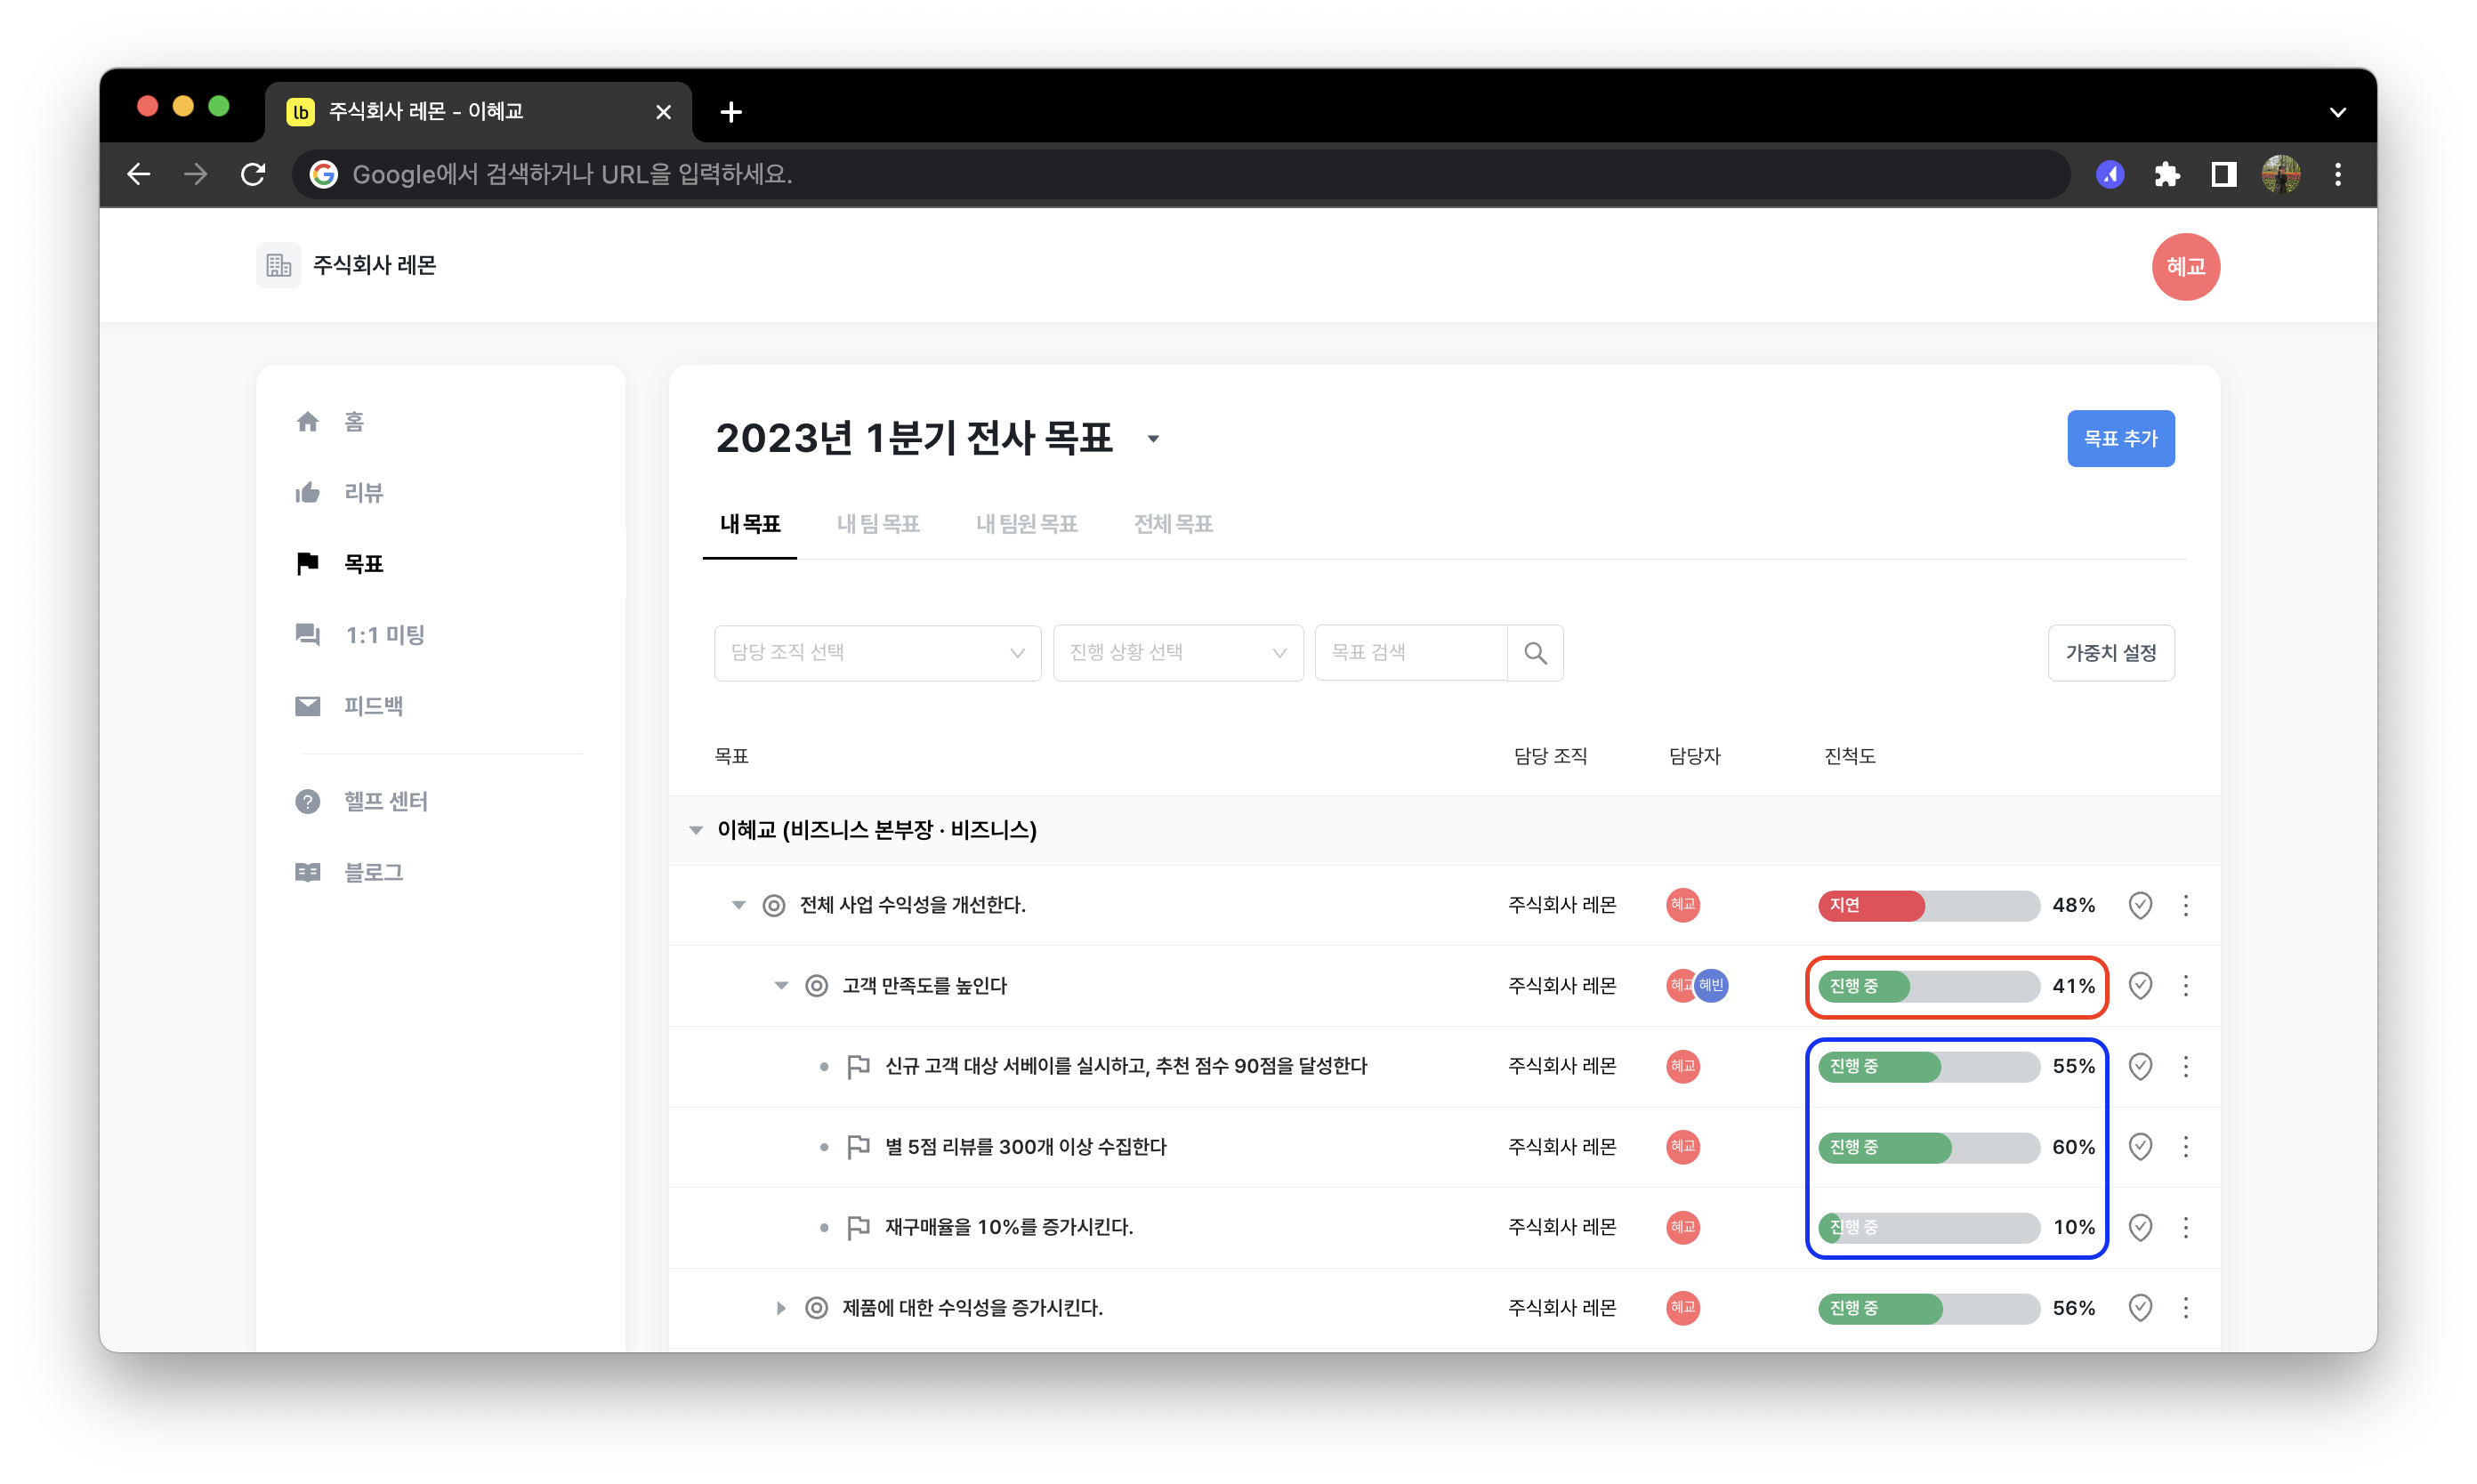 lb 주식회사 레몬 - 이혜교
Google에서 검색하거나 URL을 입력하세요.
주식회사 레몬
혜교
홈
리뷰
목표
1:1 미팅
피드백
헬프 센터
블로그
2023년 1분기 전사 목표
목표 추가
내 목표 내 팀 목표 내 팀원 목표 전체 목표
담당 조직 선택 진행 상황 선택 목표 검색 가중치 설정
목표 담당 조직 담당자 진척도
이혜교 (비즈니스 본부장 · 비즈니스)
전체 사업 수익성을 개선한다. 주식회사 레몬 혜교 지연 48%
고객 만족도를 높인다 주식회사 레몬 혜교 혜빈 진행 중 41%
신규 고객 대상 서베이를 실시하고, 추천 점수 90점을 달성한다 주식회사 레몬 혜교 진행 중 55%
별 5점 리뷰를 300개 이상 수집한다 주식회사 레몬 혜교 진행 중 60%
재구매율을 10%를 증가시킨다. 주식회사 레몬 혜교 진행 중 10%
제품에 대한 수익성을 증가시킨다. 주식회사 레몬 혜교 진행 중 56%